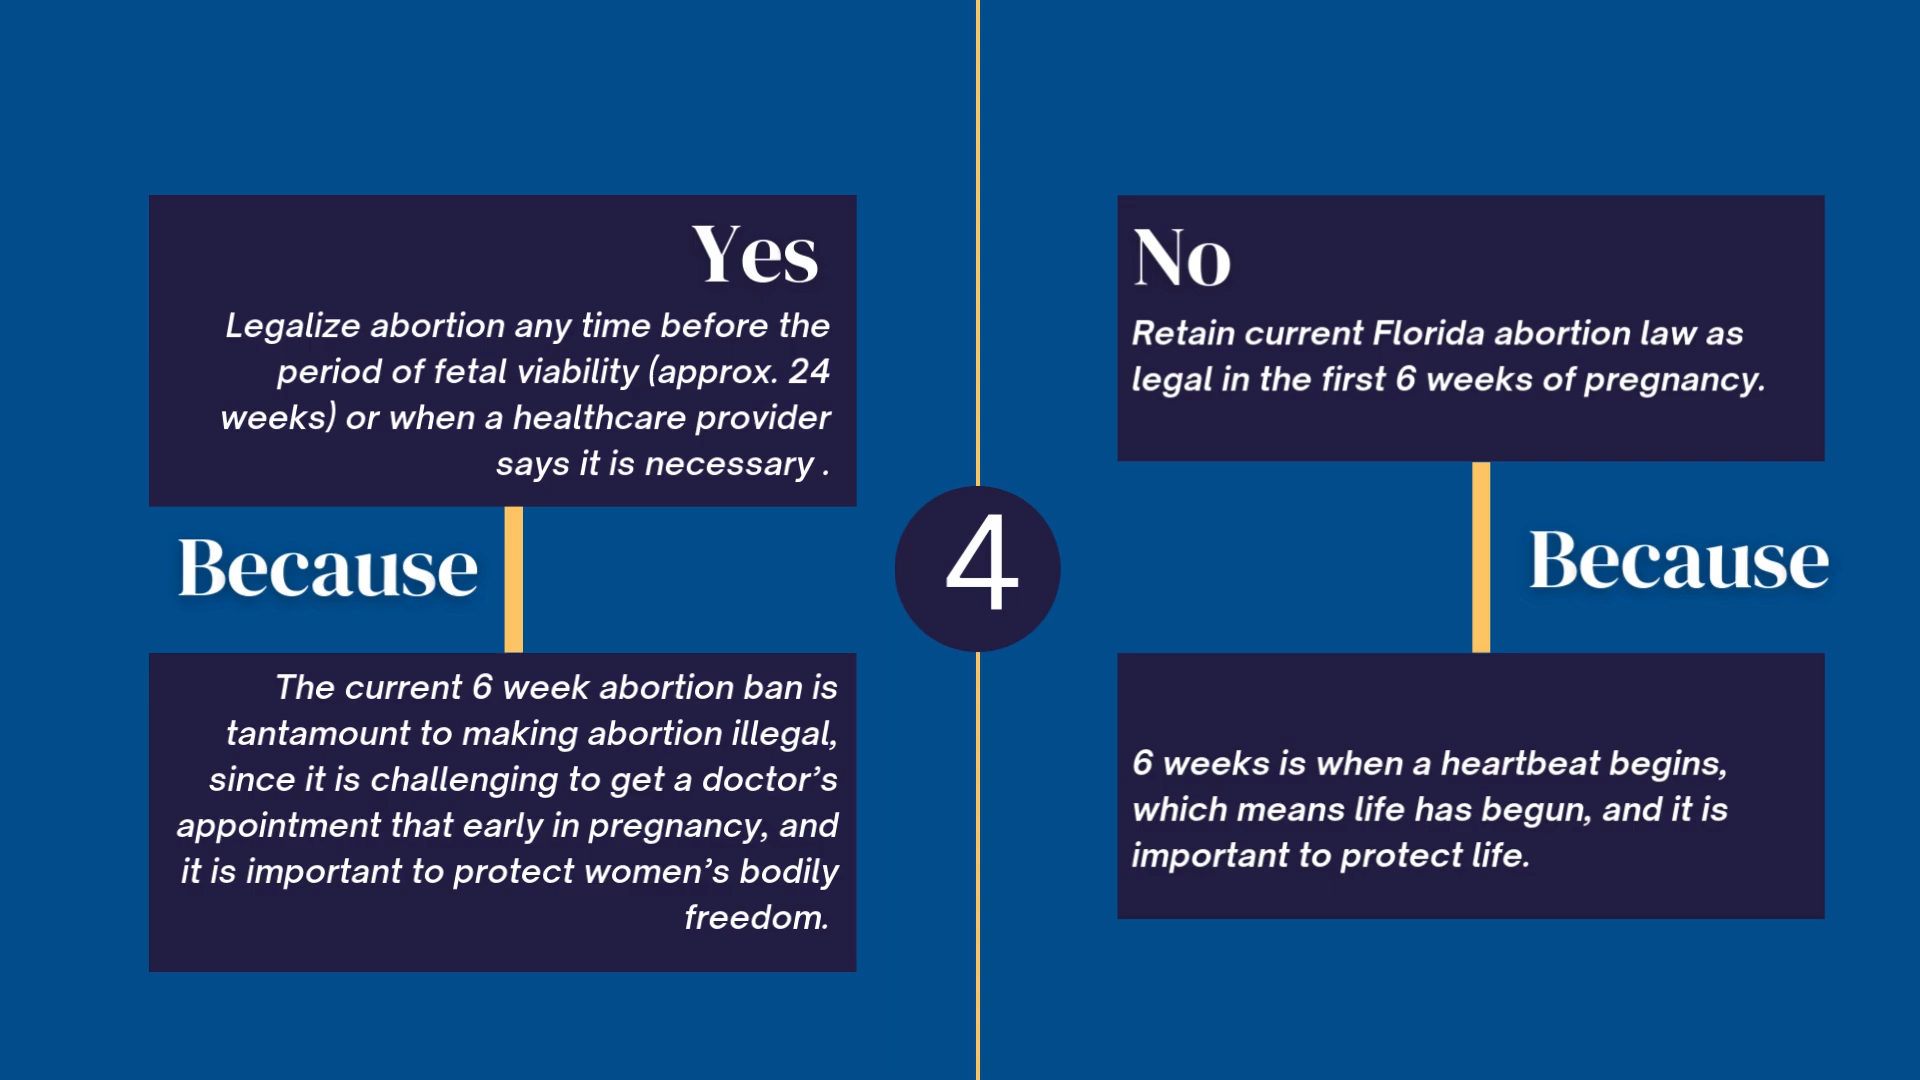 Yes
Legalize abortion any time before the
period of fetal viability (approx. 24
weeks) or when a healthcare provider
says it is necessary .
Because
The current 6 week abortion ban is
tantamount to making abortion illegal,
since it is challenging to get a doctor’s
appointment that early in pregnancy, and
it is important to protect women’s bodily
freedom.
4
No
Retain current Florida abortion law as
legal in the first 6 weeks of pregnancy.
Because
6 weeks is when a heartbeat begins,
which means life has begun, and it is
important to protect life.